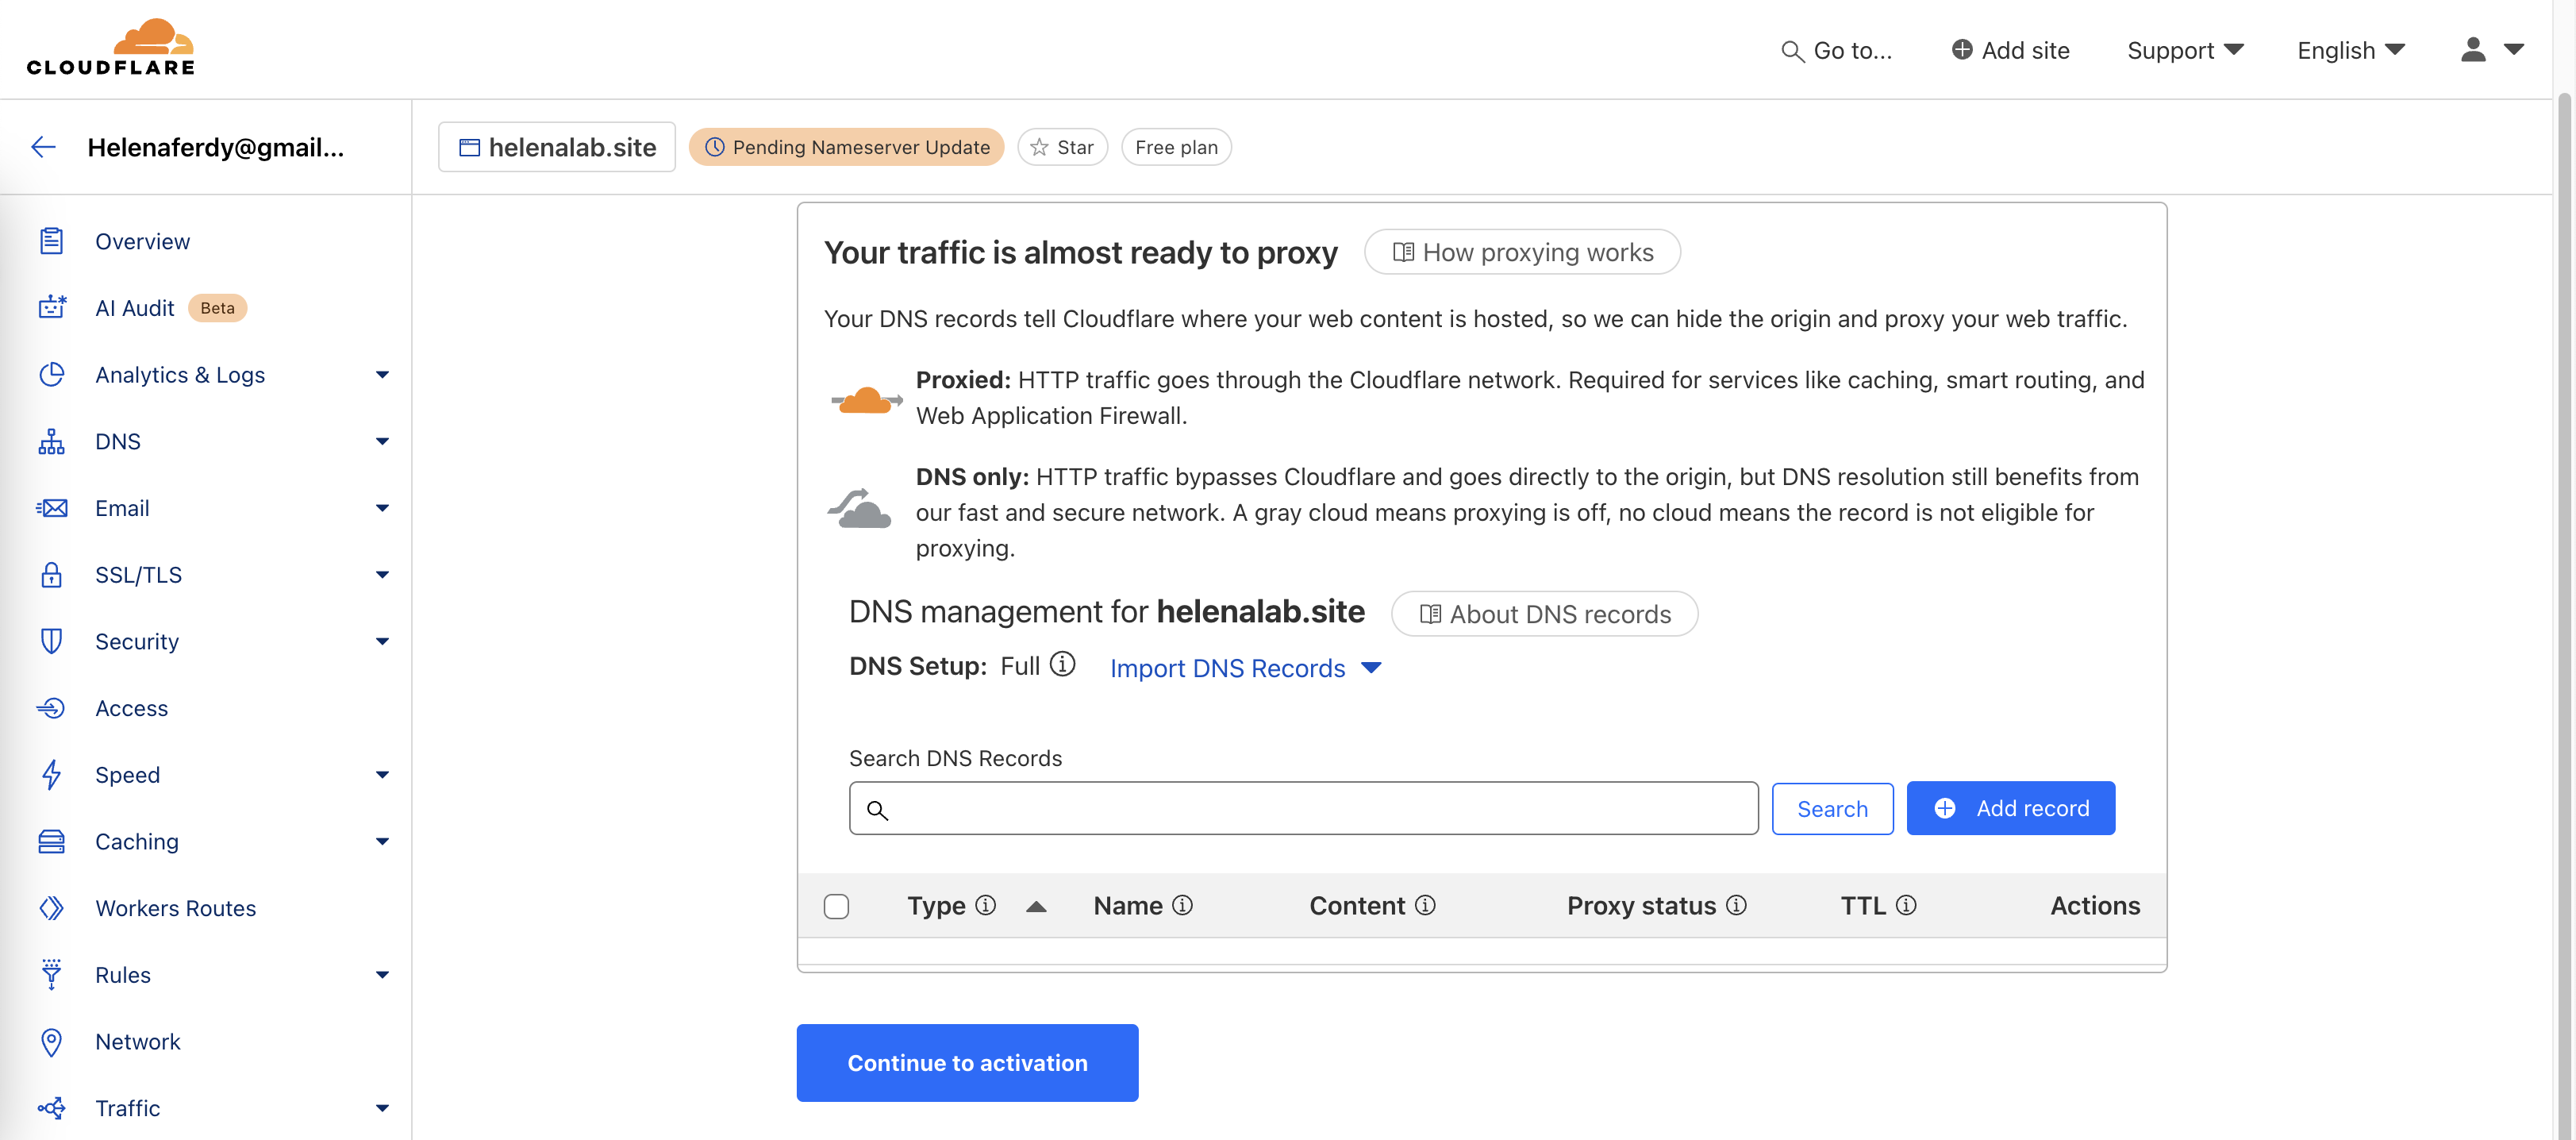 CLOUDFLARE
Go to...
Add site
Support
English
Helenaferdy@gmail...
helenalab.site
Pending Nameserver Update
Star
Free plan
Overview
AI Audit Beta
Analytics & Logs
DNS
Email
SSL/TLS
Security
Access
Speed
Caching
Workers Routes
Rules
Network
Traffic
Your traffic is almost ready to proxy
How proxying works
Your DNS records tell Cloudflare where your web content is hosted, so we can hide the origin and proxy your web traffic.
Proxied: HTTP traffic goes through the Cloudflare network. Required for services like caching, smart routing, and
Web Application Firewall.
DNS only: HTTP traffic bypasses Cloudflare and goes directly to the origin, but DNS resolution still benefits from
our fast and secure network. A gray cloud means proxying is off, no cloud means the record is not eligible for
proxying.
DNS management for helenalab.site
About DNS records
DNS Setup: Full
Import DNS Records
Search DNS Records
Search
Add record
Type
Name
Content
Proxy status
TTL
Actions
Continue to activation